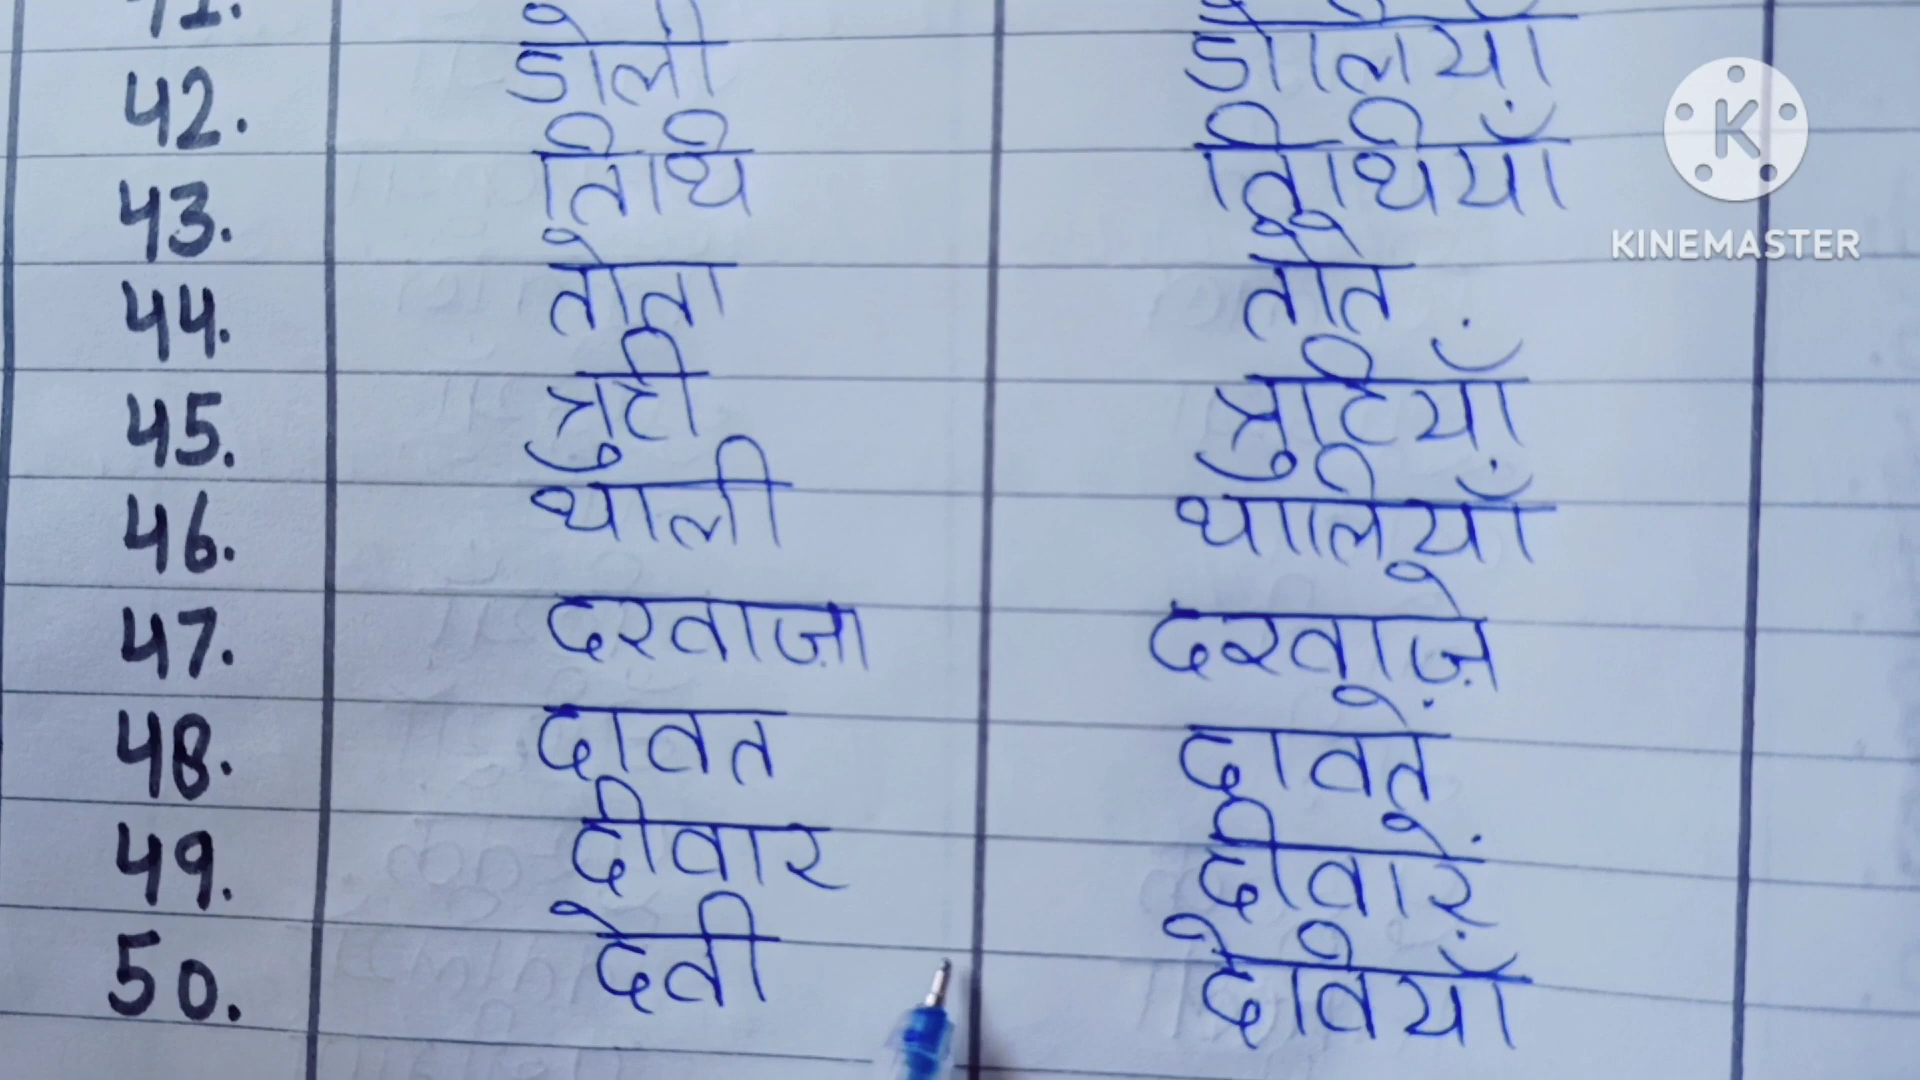 42. डोली डोलियाँ
43. तिथि तिथियाँ
44. तोता तोते
45. त्रुटी त्रुटियाँ
46. थाली थालियाँ
47. दरवाज़ा दरवाज़े
48. दावत दावतें
49. दीवार दीवारें
50. देवी देवियाँ
K
KINEMASTER